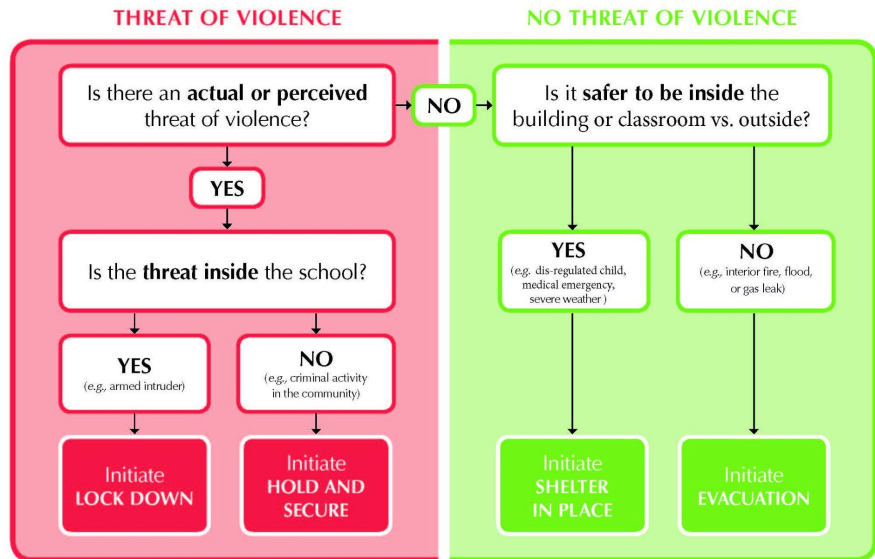 THREAT OF VIOLENCE
NO THREAT OF VIOLENCE
Is there an actual or perceived
threat of violence?
NO
Is it safer to be inside the
building or classroom vs. outside?
YES
Is the threat inside the school?
YES
(e.g. dis-regulated child,
medical emergency,
severe weather )
NO
(e.g., interior fire, flood,
or gas leak)
YES
(e.g., armed intruder)
NO
(e.g., criminal activity
in the community)
Initiate
LOCK DOWN
Initiate
HOLD AND
SECURE
Initiate
SHELTER
IN PLACE
Initiate
EVACUATION